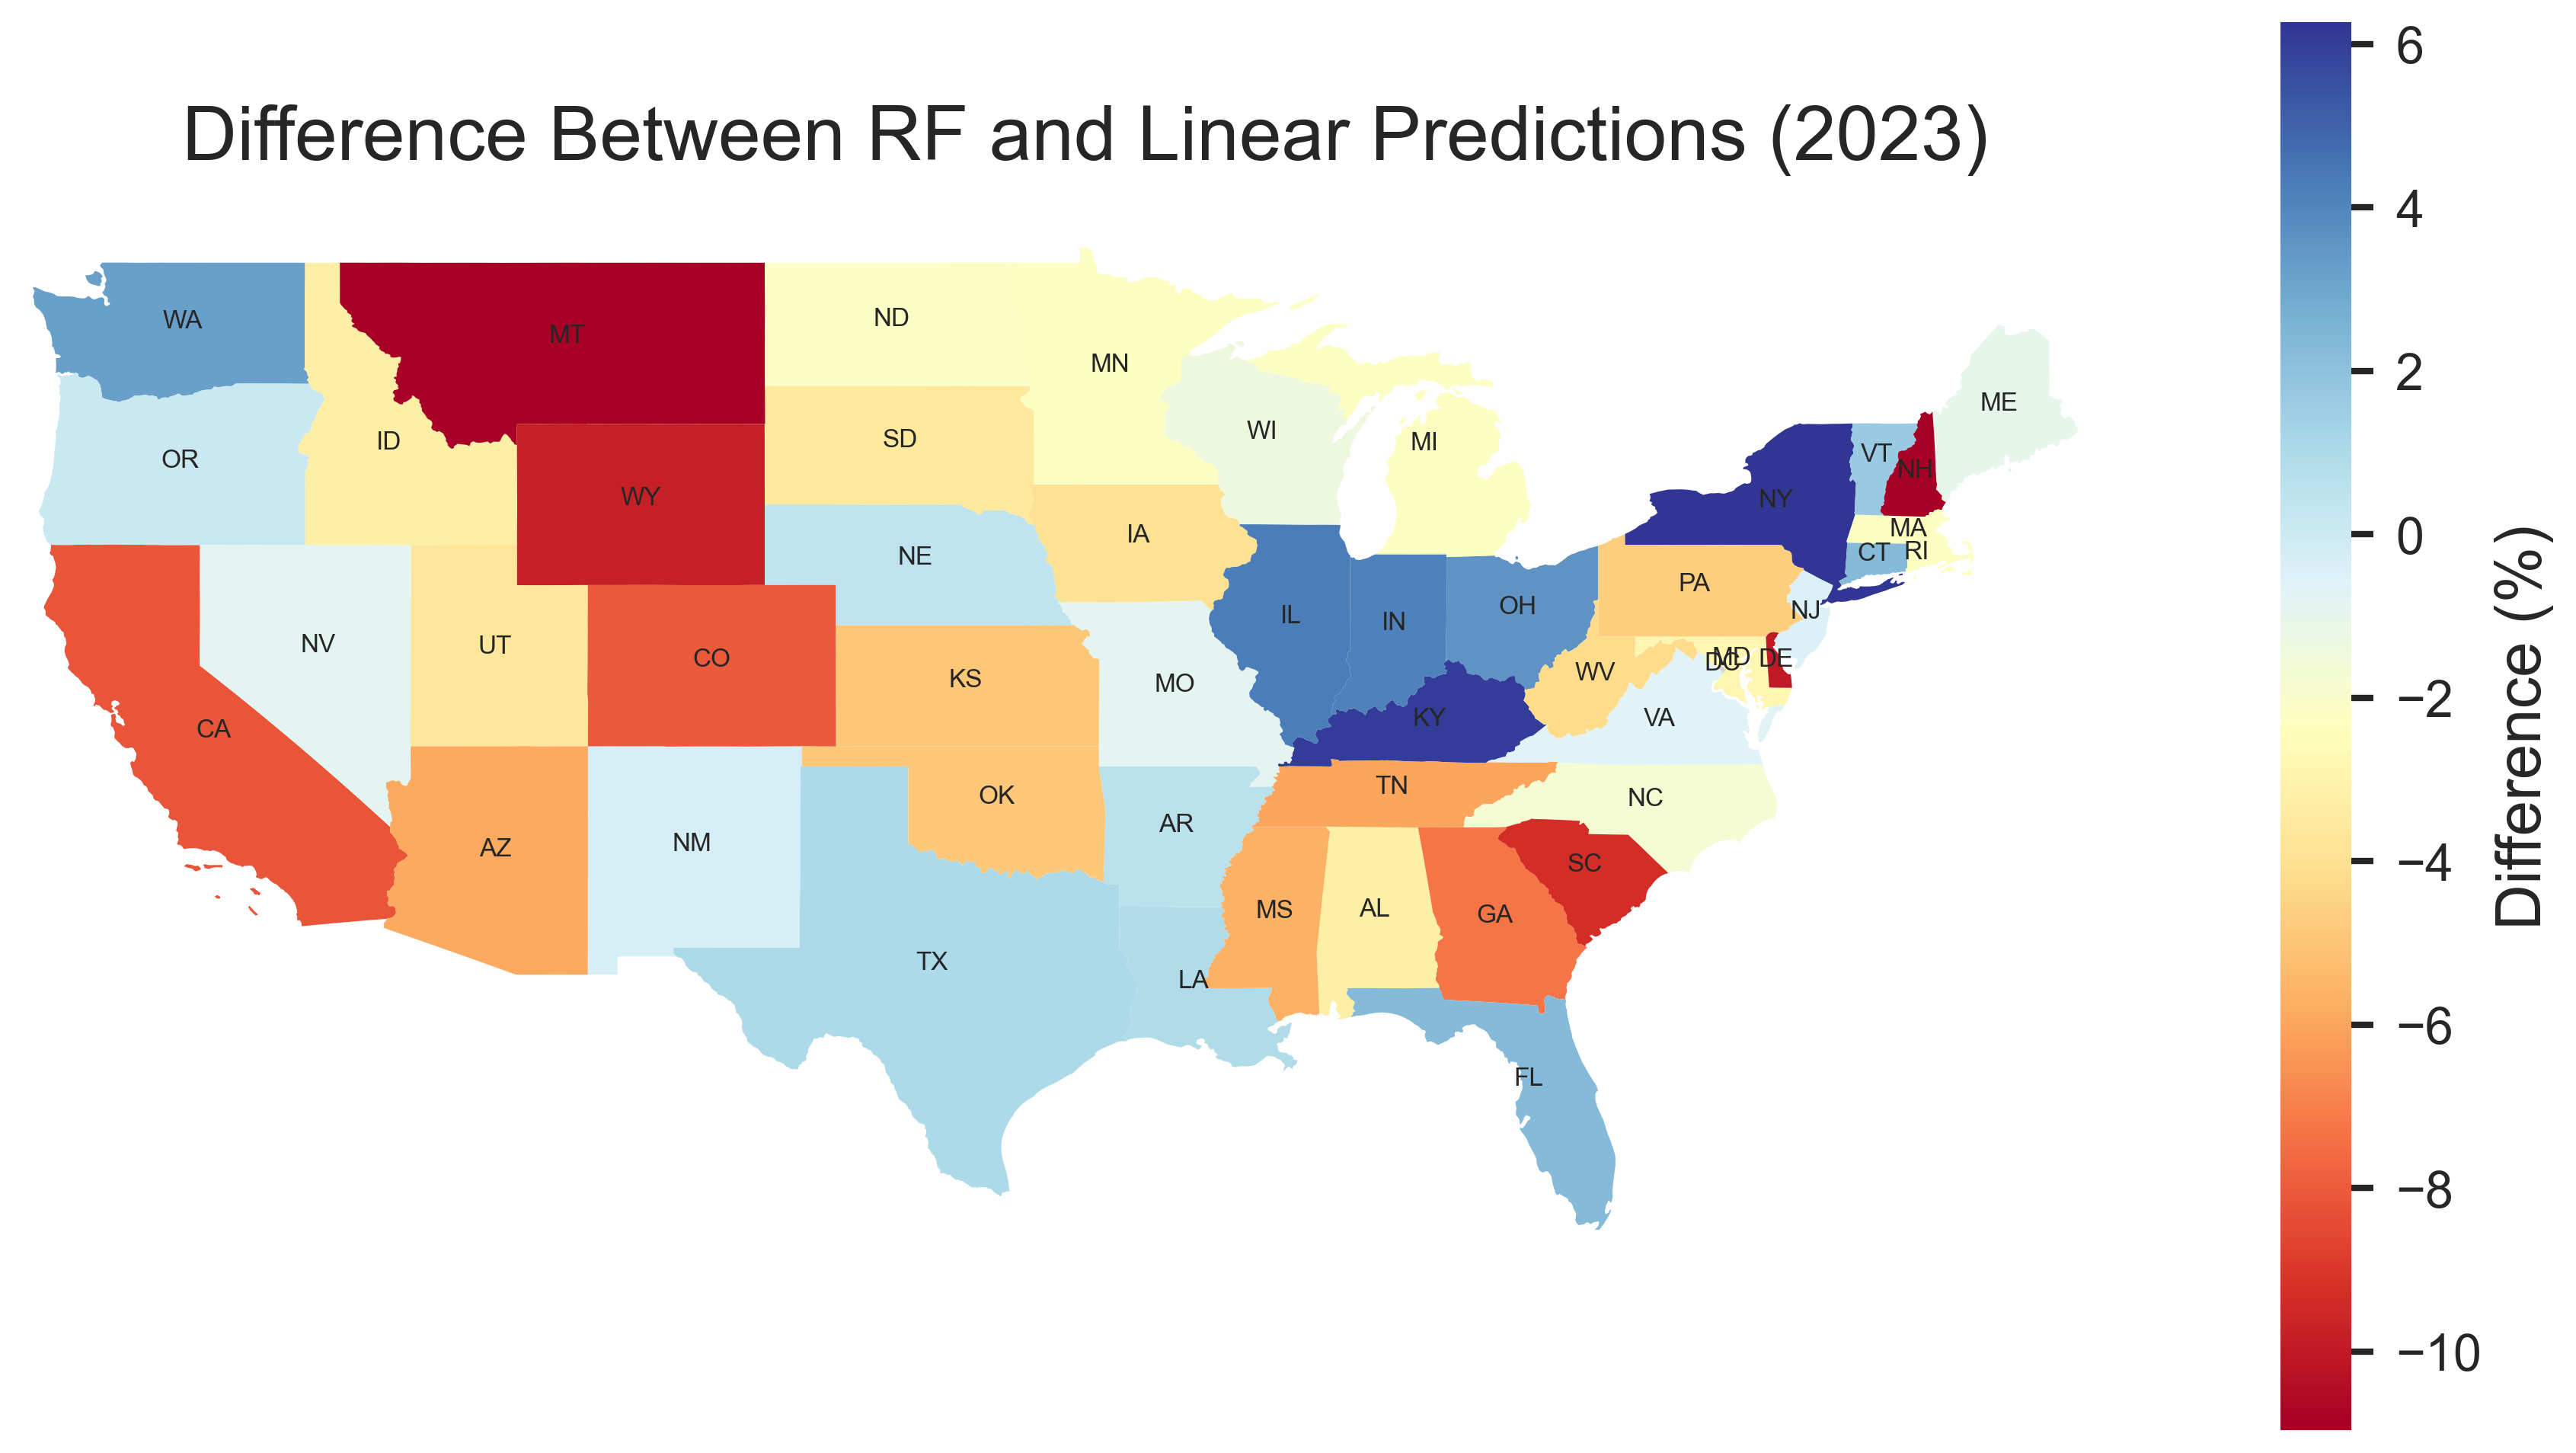 Difference Between RF and Linear Predictions (2023)
WA
MT
ND
MN
ME
OR
ID
SD
WI
MI
VT
NH
WY
NY
MA
IA
NE
CT
RI
PA
IL
IN
OH
NJ
NV
UT
CO
KS
MO
WV
DC
MD
DE
CA
KY
VA
AZ
NM
OK
AR
TN
NC
SC
MS
AL
GA
TX
LA
FL
6
4
2
0
−2
−4
−6
−8
−10
Difference (%)